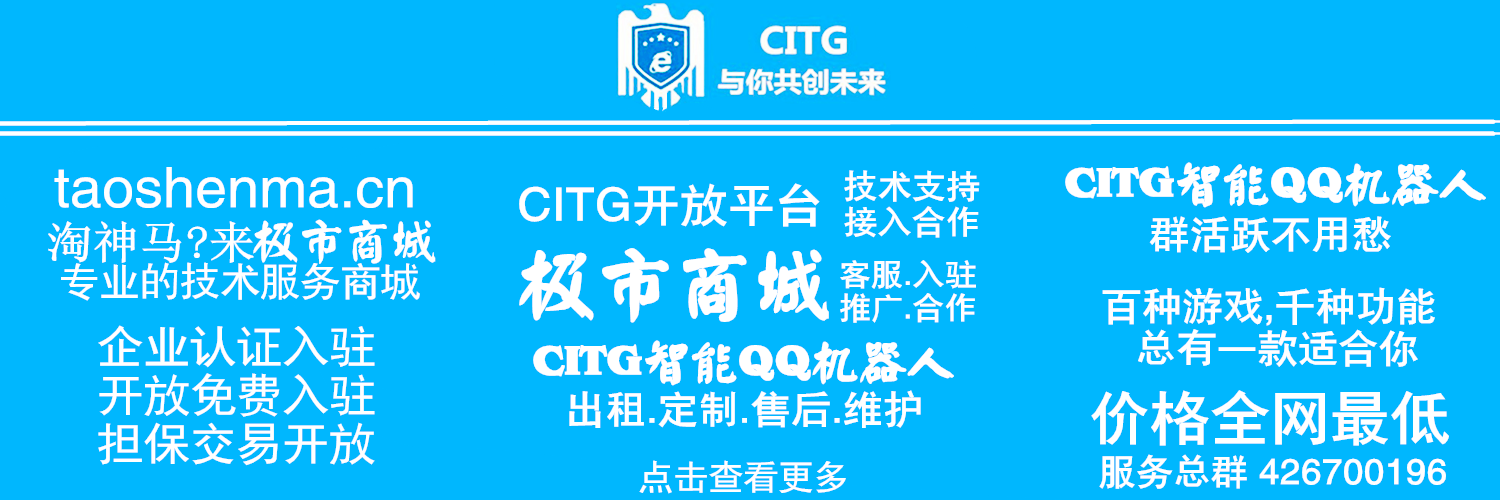 CITG
与你共创未来
taoshenma.cn
淘神马?来极市商城
专业的技术服务商城
企业认证入驻
开放免费入驻
担保交易开放
CITG开放平台
技术支持
接入合作
极市商城
客服.入驻
推广.合作
CITG智能QQ机器人
出租.定制.售后.维护
点击查看更多
CITG智能QQ机器人
群活跃不用愁
百种游戏,千种功能
总有一款适合你
价格全网最低
服务总群 426700196